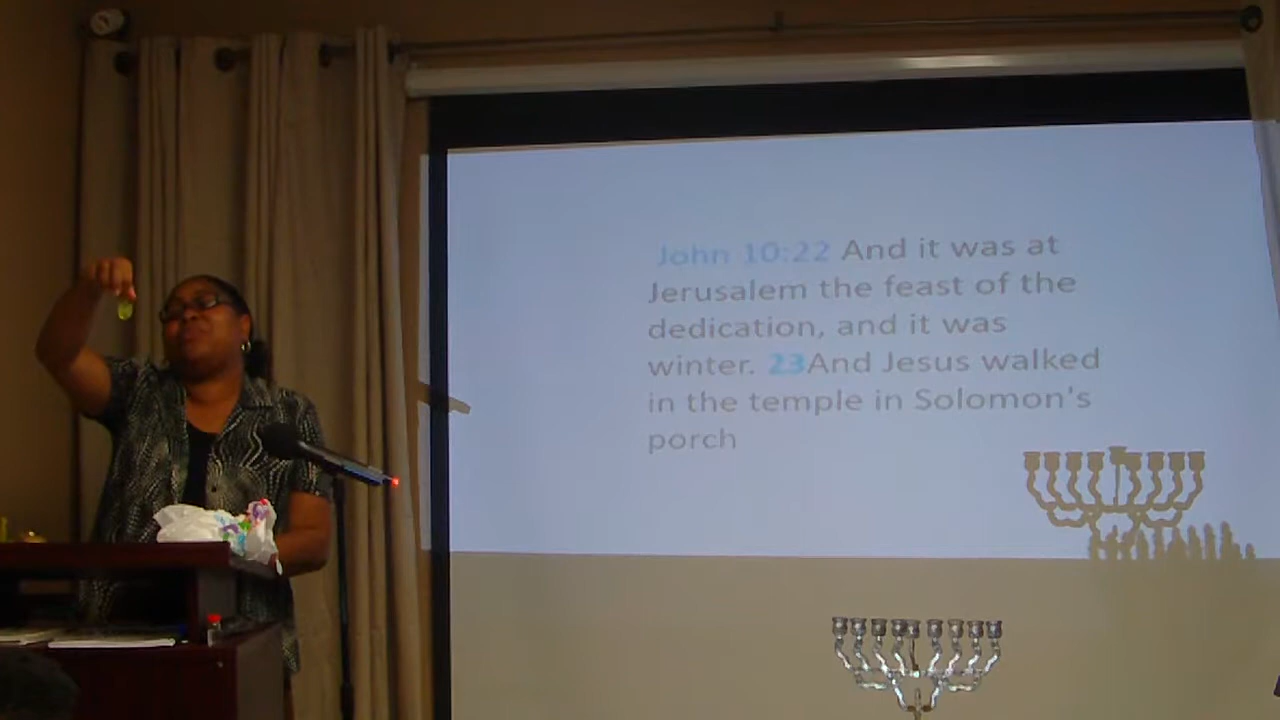 John 10:22 And it was at
Jerusalem the feast of the
dedication, and it was
winter. 23And Jesus walked
in the temple in Solomon's
porch